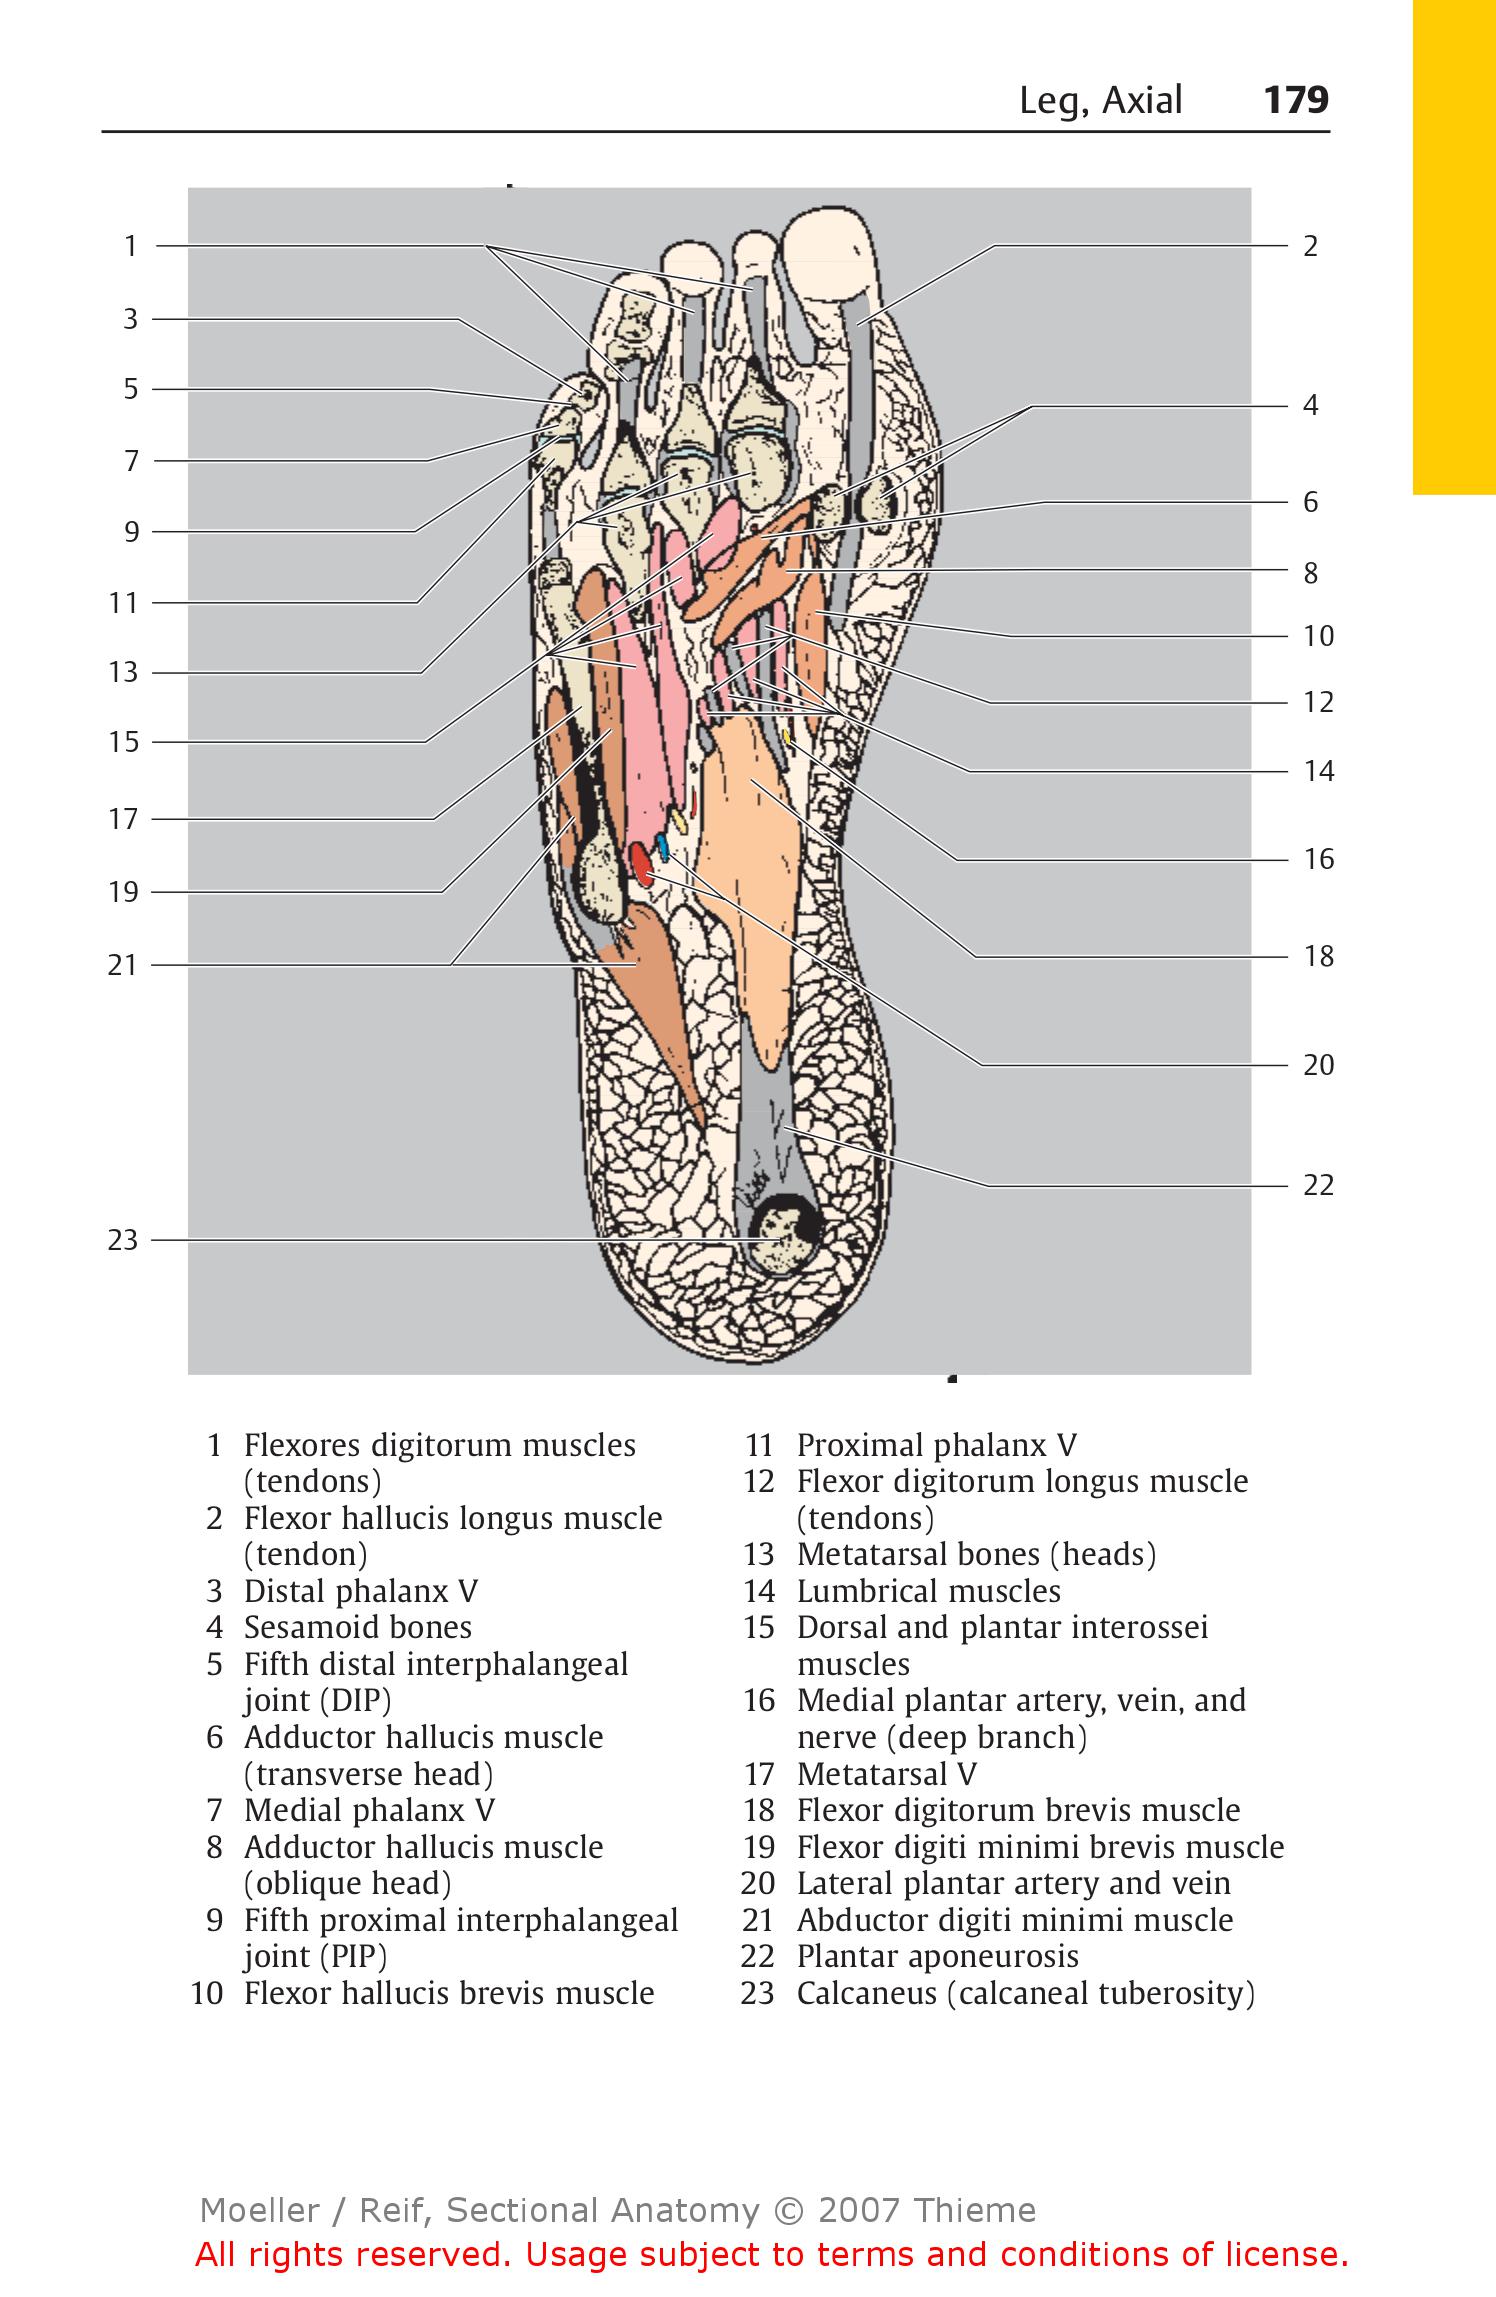 Leg, Axial 179
1
2
3
4
5
6
7
8
9
10
11
12
13
14
15
16
17
18
19
20
21
22
23
1 Flexores digitorum muscles
(tendons)
2 Flexor hallucis longus muscle
(tendon)
3 Distal phalanx V
4 Sesamoid bones
5 Fifth distal interphalangeal
joint (DIP)
6 Adductor hallucis muscle
(transverse head)
7 Medial phalanx V
8 Adductor hallucis muscle
(oblique head)
9 Fifth proximal interphalangeal
joint (PIP)
10 Flexor hallucis brevis muscle
11 Proximal phalanx V
12 Flexor digitorum longus muscle
(tendons)
13 Metatarsal bones (heads)
14 Lumbrical muscles
15 Dorsal and plantar interossei
muscles
16 Medial plantar artery, vein, and
nerve (deep branch)
17 Metatarsal V
18 Flexor digitorum brevis muscle
19 Flexor digiti minimi brevis muscle
20 Lateral plantar artery and vein
21 Abductor digiti minimi muscle
22 Plantar aponeurosis
23 Calcaneus (calcaneal tuberosity)
Moeller / Reif, Sectional Anatomy © 2007 Thieme
All rights reserved. Usage subject to terms and conditions of license.